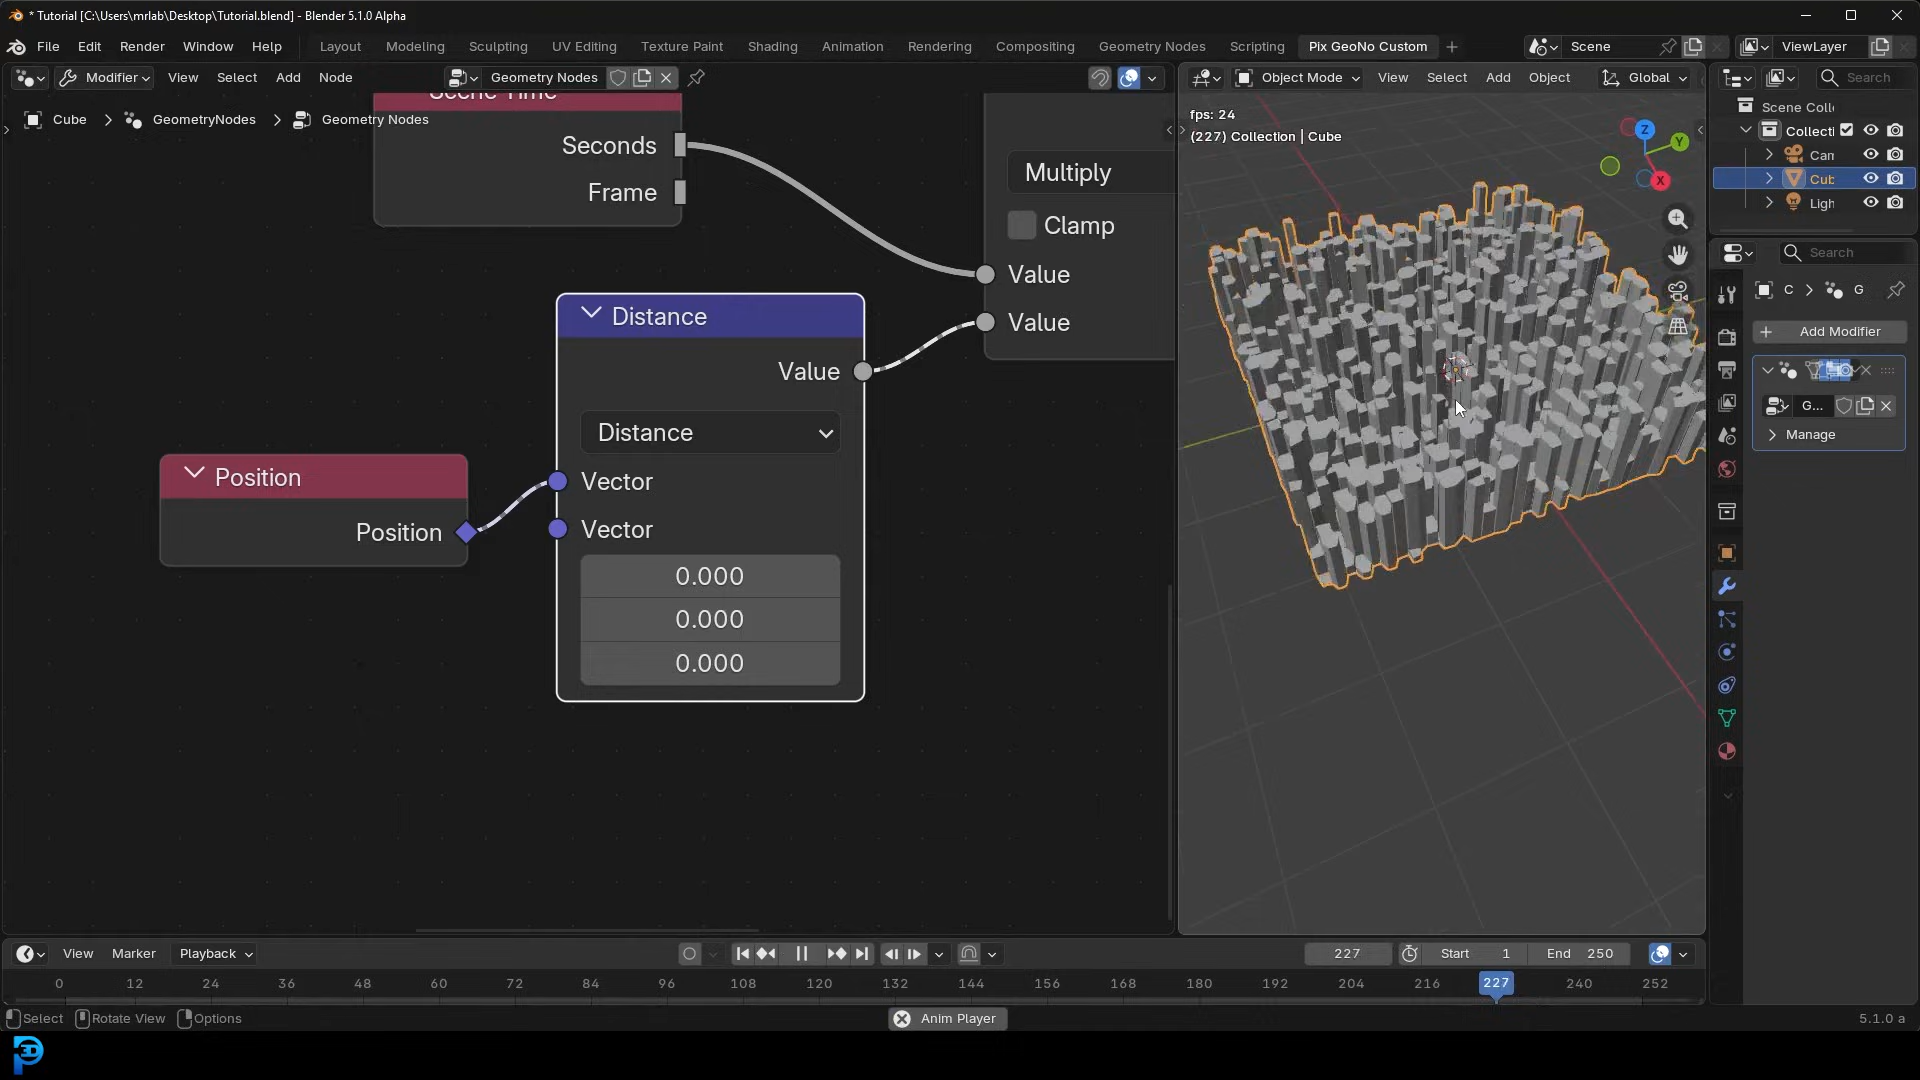 * Tutorial [C:\Users\mrlab\Desktop\Tutorial.blend] - Blender 5.1.0 Alpha
File Edit Render Window Help Layout Modeling Sculpting UV Editing Texture Paint Shading Animation Rendering Compositing Geometry Nodes Scripting Pix GeoNo Custom Scene ViewLayer
Modifier View Select Add Node Geometry Nodes Object Mode View Select Add Object Global Search
Cube GeometryNodes Geometry Nodes
Scene Time
Seconds
Frame
Multiply
Clamp
Value
Value
Distance
Value
Distance
Vector
Vector
0.000
0.000
0.000
Position
Position
fps: 24
(227) Collection | Cube
Z
Y
X
Scene Coll
Collecti
Can
Cub
Ligh
Search
C G
Add Modifier
G...
Manage
View Marker Playback 227 Start 1 End 250
0 12 24 36 48 60 72 84 96 108 120 132 144 156 168 180 192 204 216 227 240 252
Select Rotate View Options Anim Player 5.1.0 a
3D